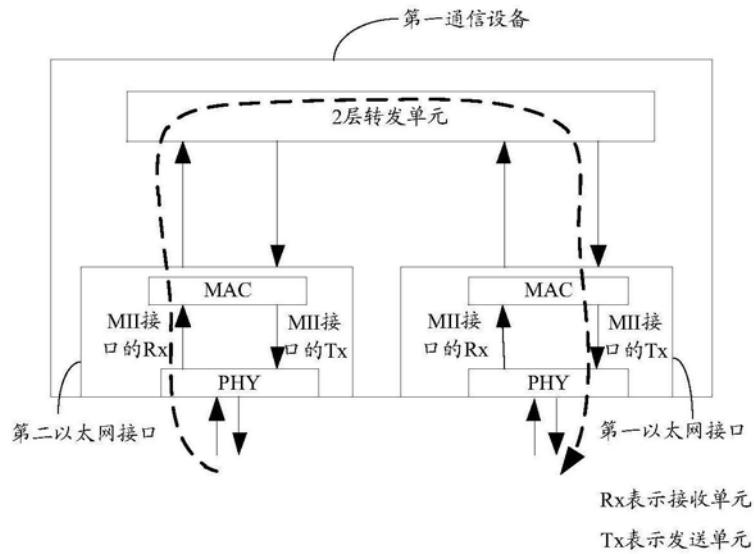 第一通信设备
2层转发单元
MAC
MAC
MII接
口的Rx
MII接
口的Tx
MII接
口的Rx
MII接
口的Tx
PHY
PHY
第二以太网接口
第一以太网接口
Rx表示接收单元
Tx表示发送单元